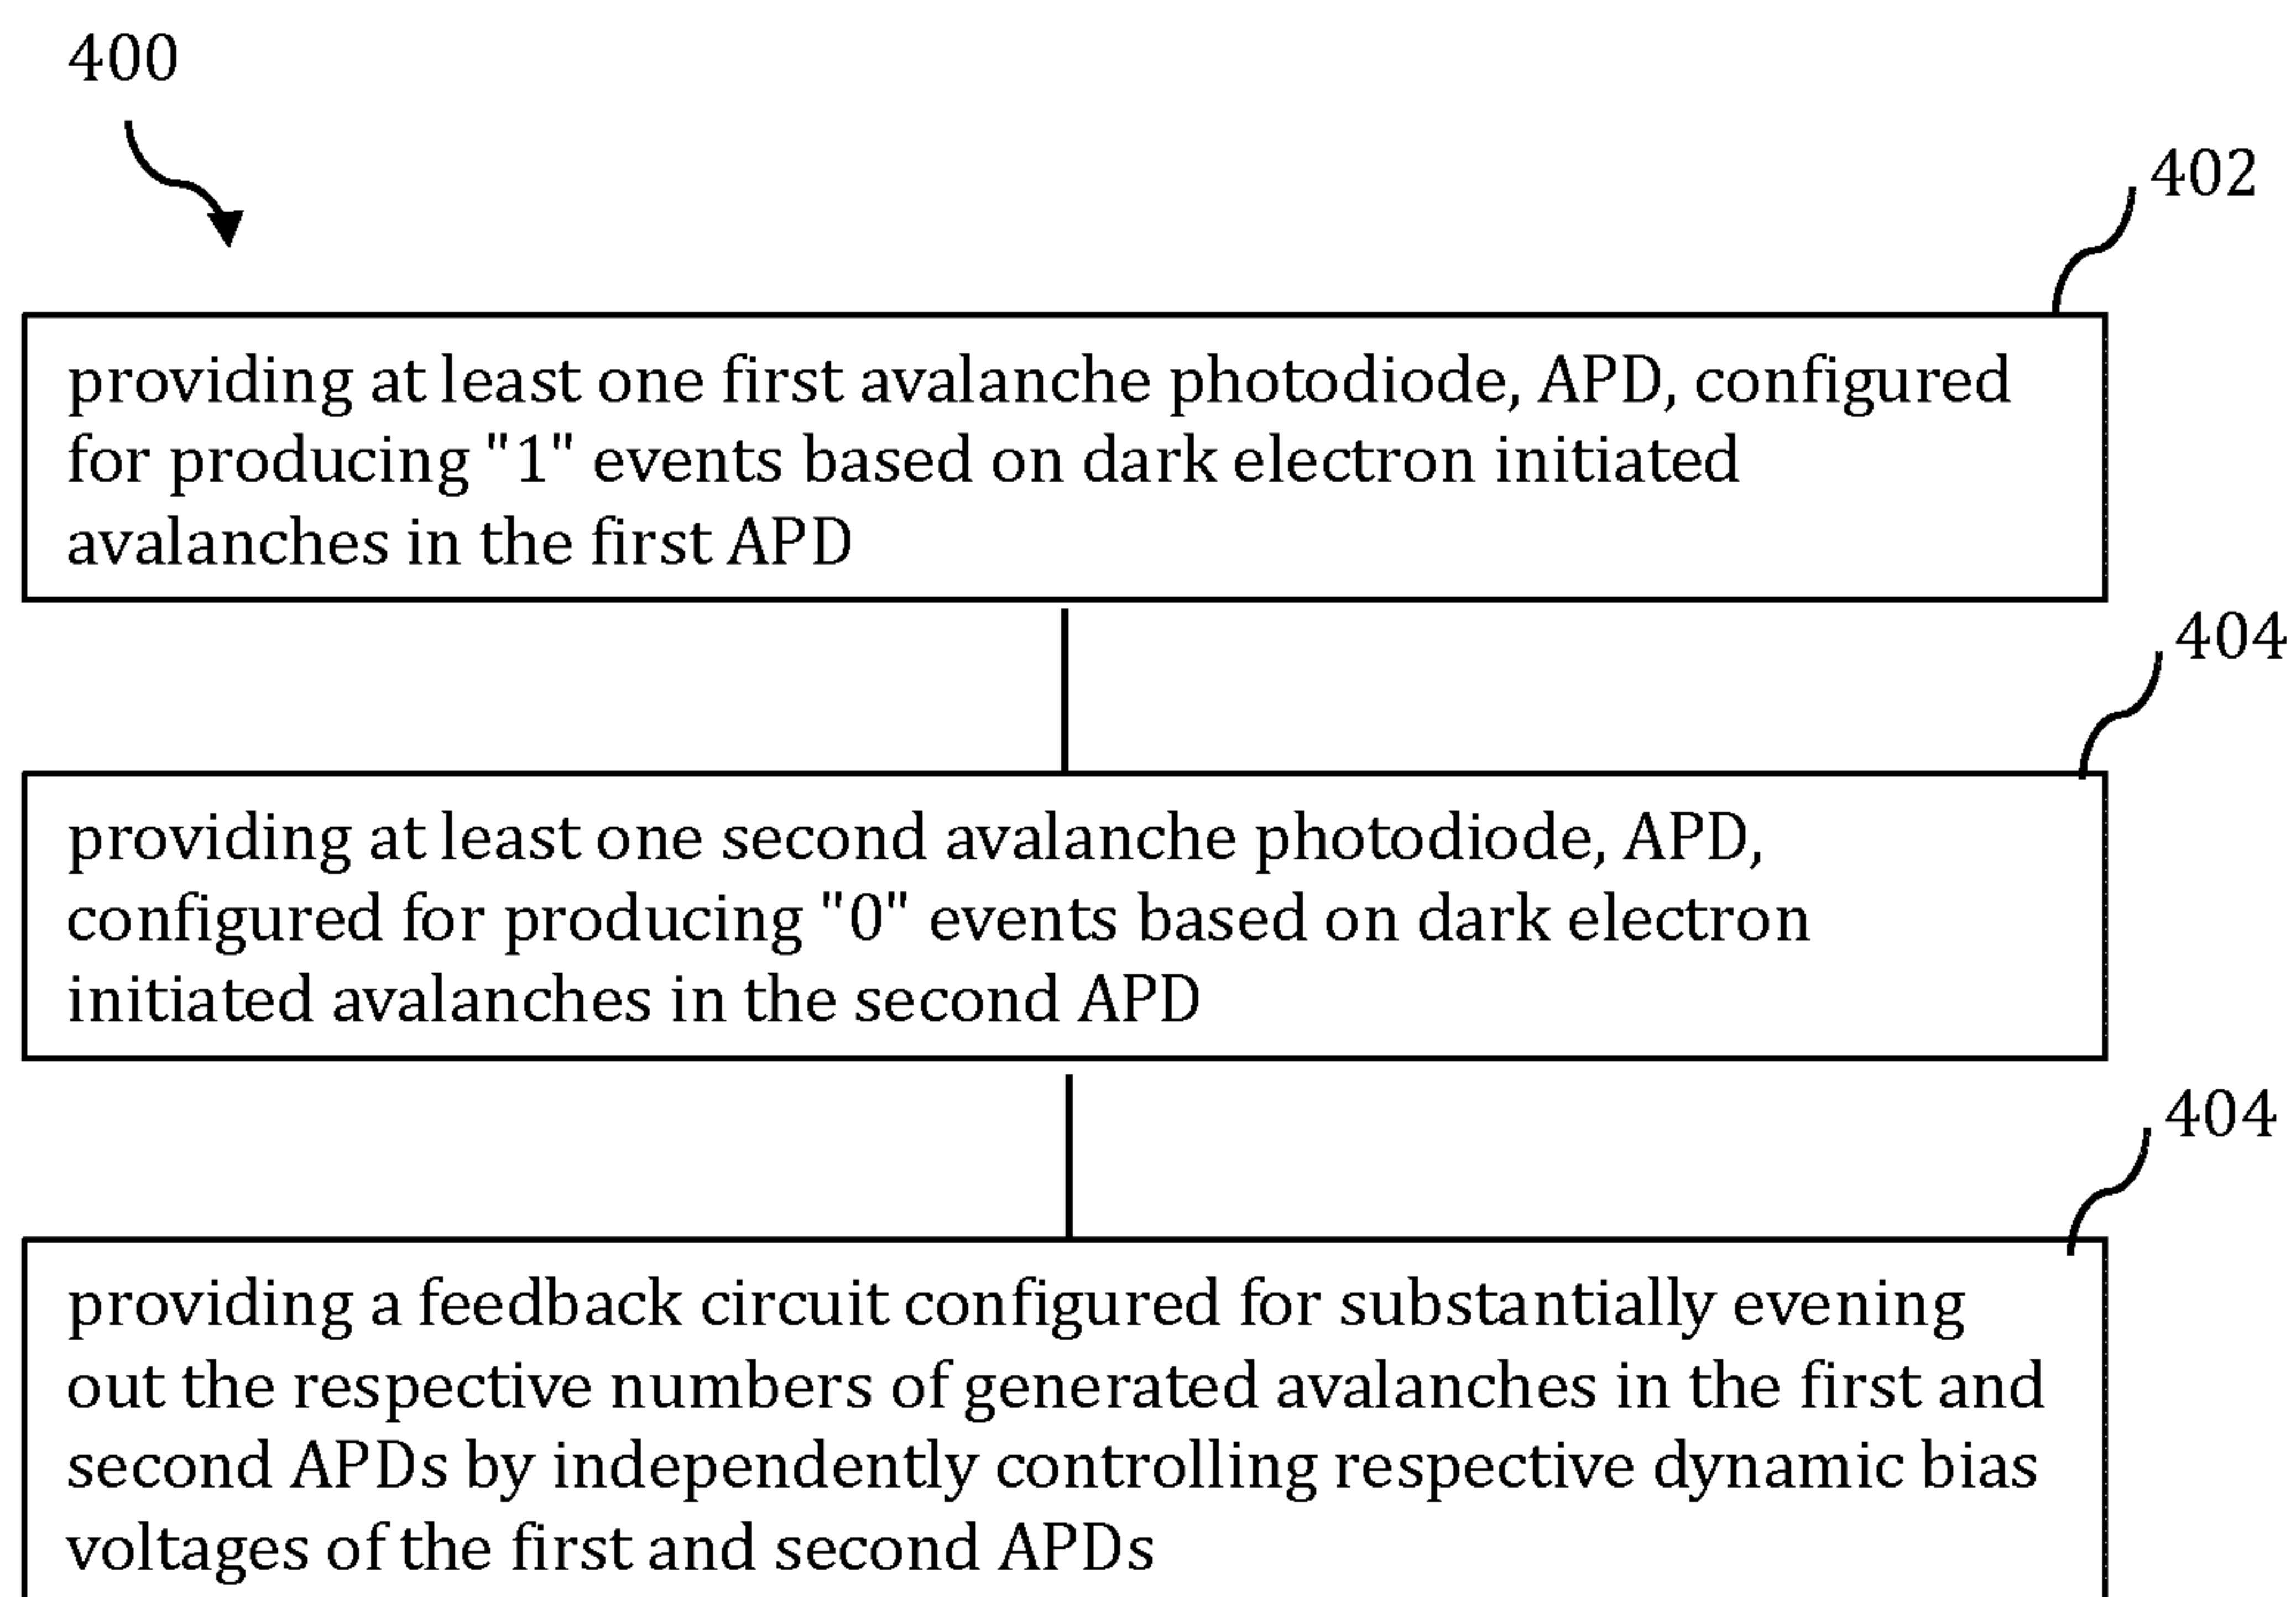 400
402
providing at least one first avalanche photodiode, APD, configured
for producing "1" events based on dark electron initiated
avalanches in the first APD
404
providing at least one second avalanche photodiode, APD,
configured for producing "0" events based on dark electron
initiated avalanches in the second APD
404
providing a feedback circuit configured for substantially evening
out the respective numbers of generated avalanches in the first and
second APDs by independently controlling respective dynamic bias
voltages of the first and second APDs